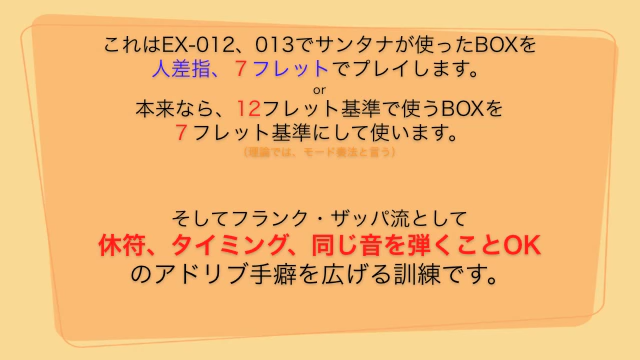 これはEX-012、013でサンタナが使ったBOXを
人差指、７フレットでプレイします。
or
本来なら、12フレット基準で使うBOXを
７フレット基準にして使います。
（理論では、モード奏法と言う）
そしてフランク・ザッパ流として
休符、タイミング、同じ音を弾くことOK
のアドリブ手癖を広げる訓練です。